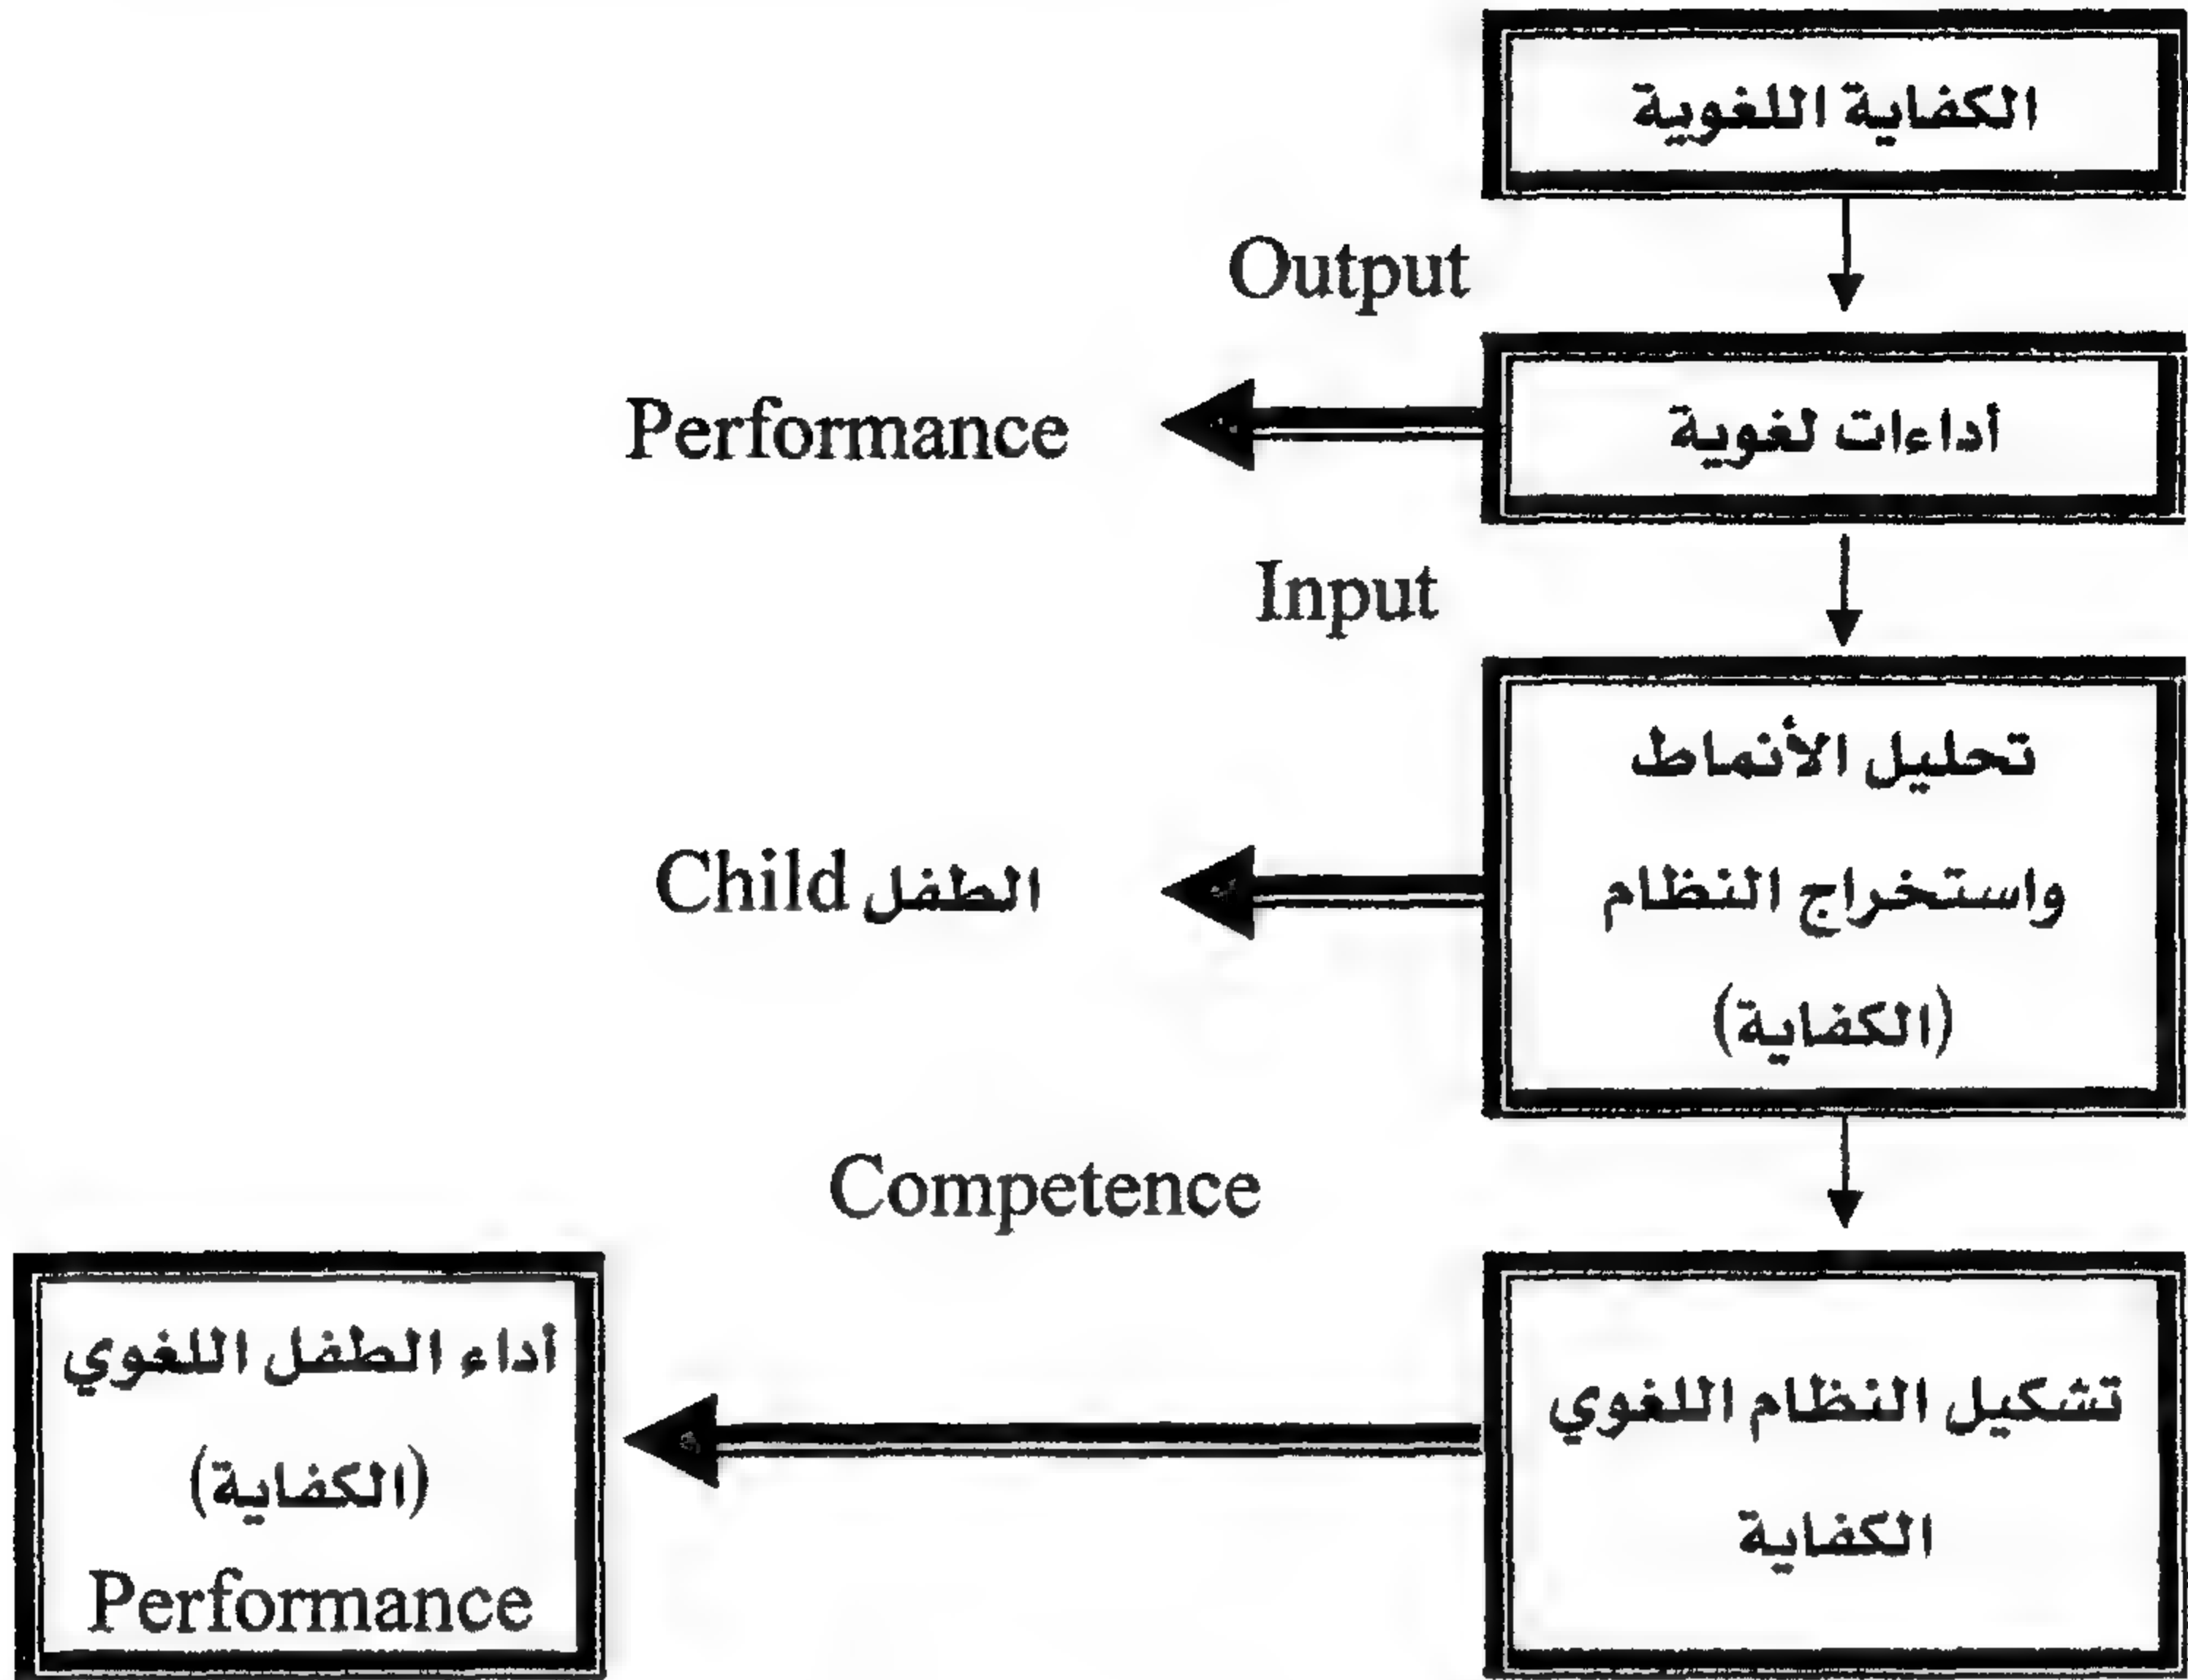 الكفاية اللغوية
Output
أداءات لغوية
Performance
Input
تحليل الأنماط
واستخراج النظام
(الكفاية)
الطفل Child
Competence
تشكيل النظام اللغوي
الكفاية
أداء الطفل اللغوي
(الكفاية)
Performance